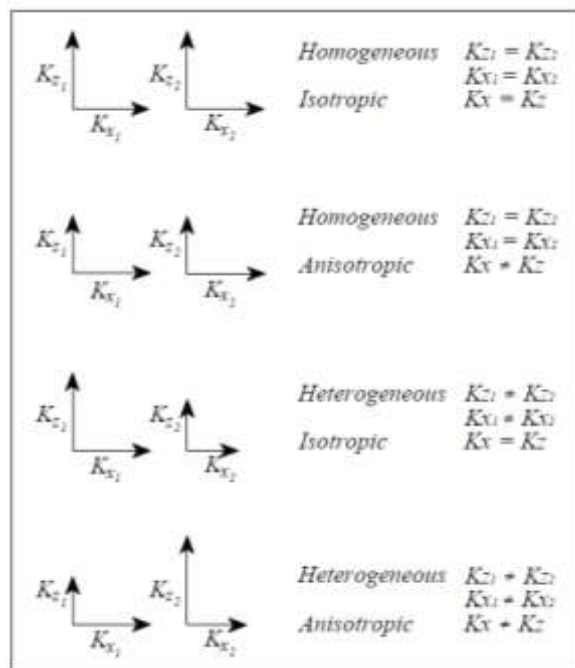 Kz1 Kz2 Homogeneous Kz1 = Kz2
Kx1 = Kx2
Kx1 Kx2 Isotropic Kx = Kz
Kz1 Kz2 Homogeneous Kz1 = Kz2
Kx1 = Kx2
Kx1 Kx2 Anisotropic Kx ≠ Kz
Kz1 Kz2 Heterogeneous Kz1 ≠ Kz2
Kx1 ≠ Kx2
Kx1 Kx2 Isotropic Kx = Kz
Kz1 Kz2 Heterogeneous Kz1 ≠ Kz2
Kx1 ≠ Kx2
Kx1 Kx2 Anisotropic Kx ≠ Kz